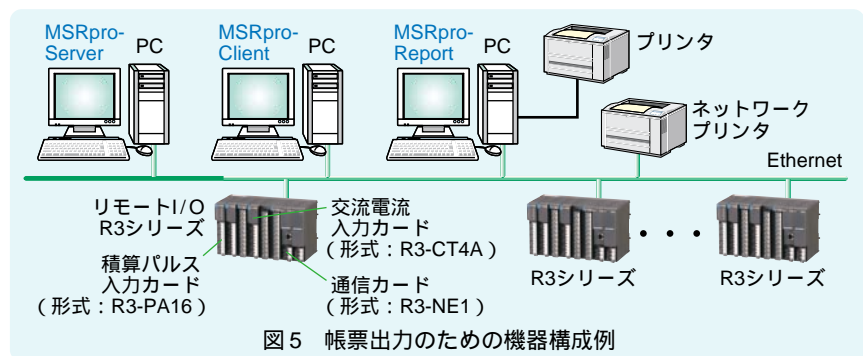 MSRpro-
Server
PC
MSRpro-
Client
PC
MSRpro-
Report
PC
プリンタ
ネットワーク
プリンタ
Ethernet
リモートI/O
R3シリーズ
積算パルス
入力カード
(形式:R3-PA16)
交流電流
入力カード
(形式:R3-CT4A)
通信カード
(形式:R3-NE1)
R3シリーズ
・・・
R3シリーズ
図5 帳票出力のための機器構成例